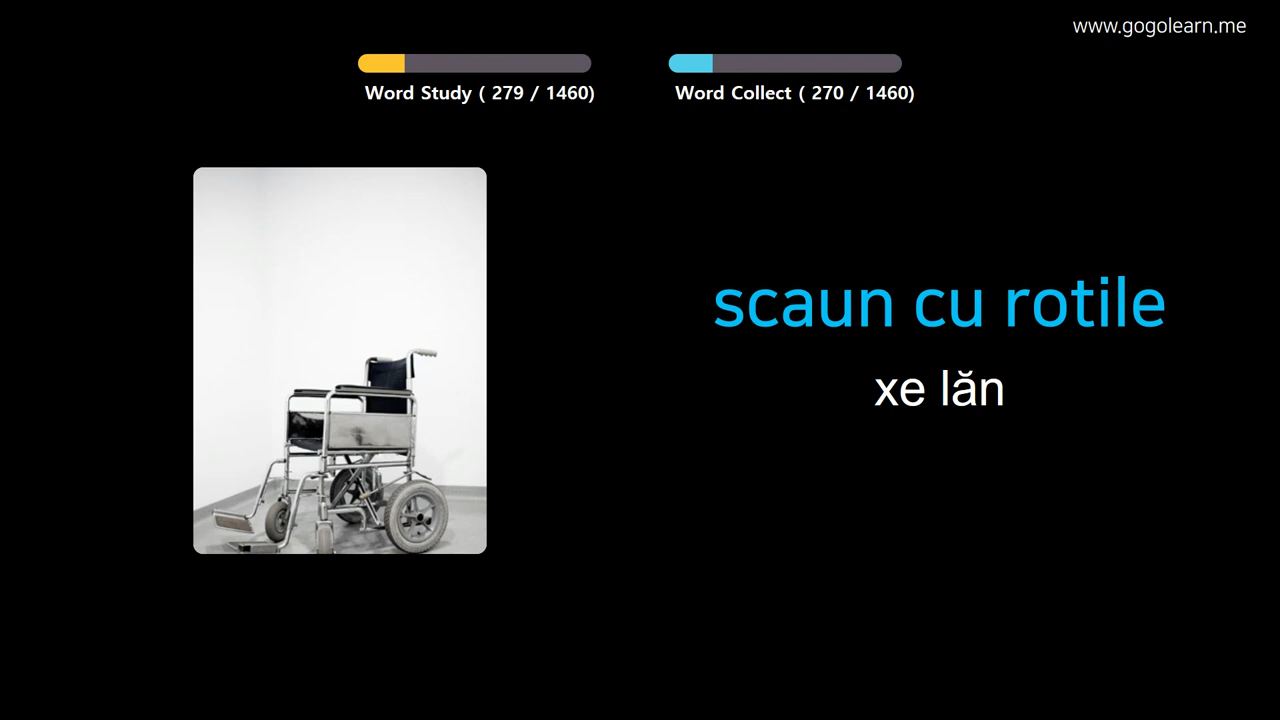 www.gogolearn.me
Word Study ( 279 / 1460)
Word Collect ( 270 / 1460)
scaun cu rotile
xe lăn